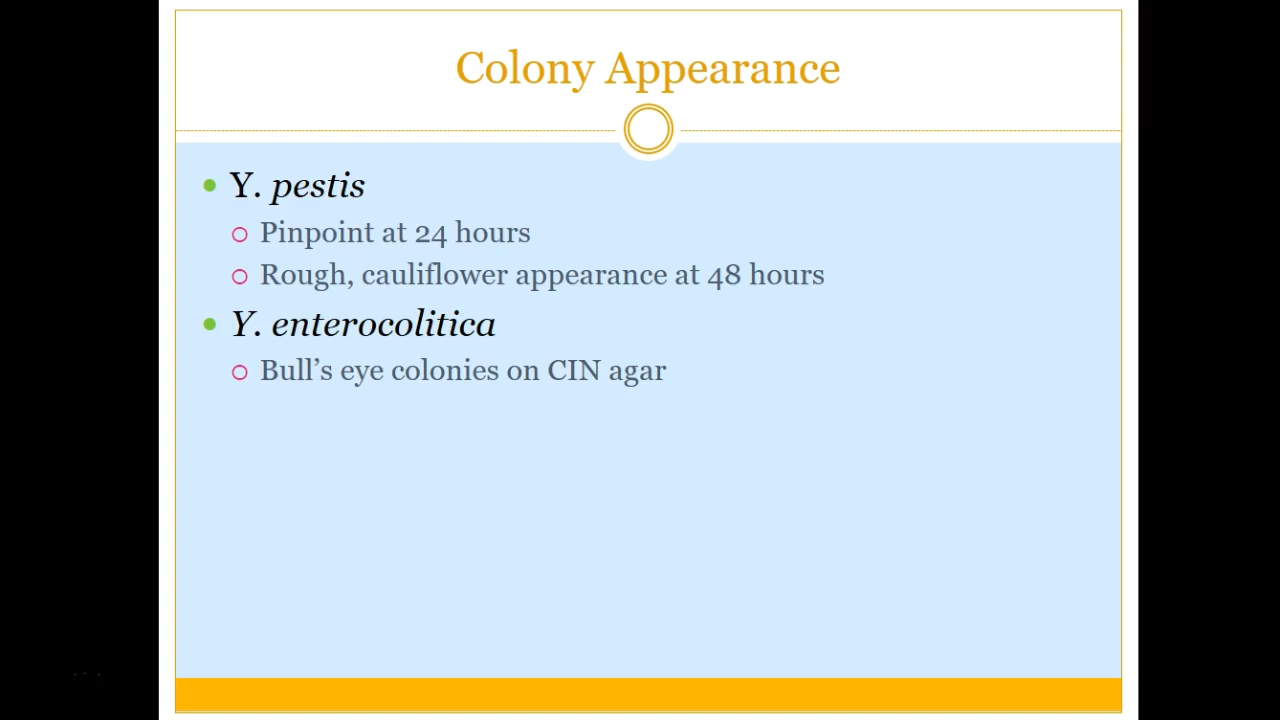 Colony Appearance
Y. pestis
Pinpoint at 24 hours
Rough, cauliflower appearance at 48 hours
Y. enterocolitica
Bull’s eye colonies on CIN agar